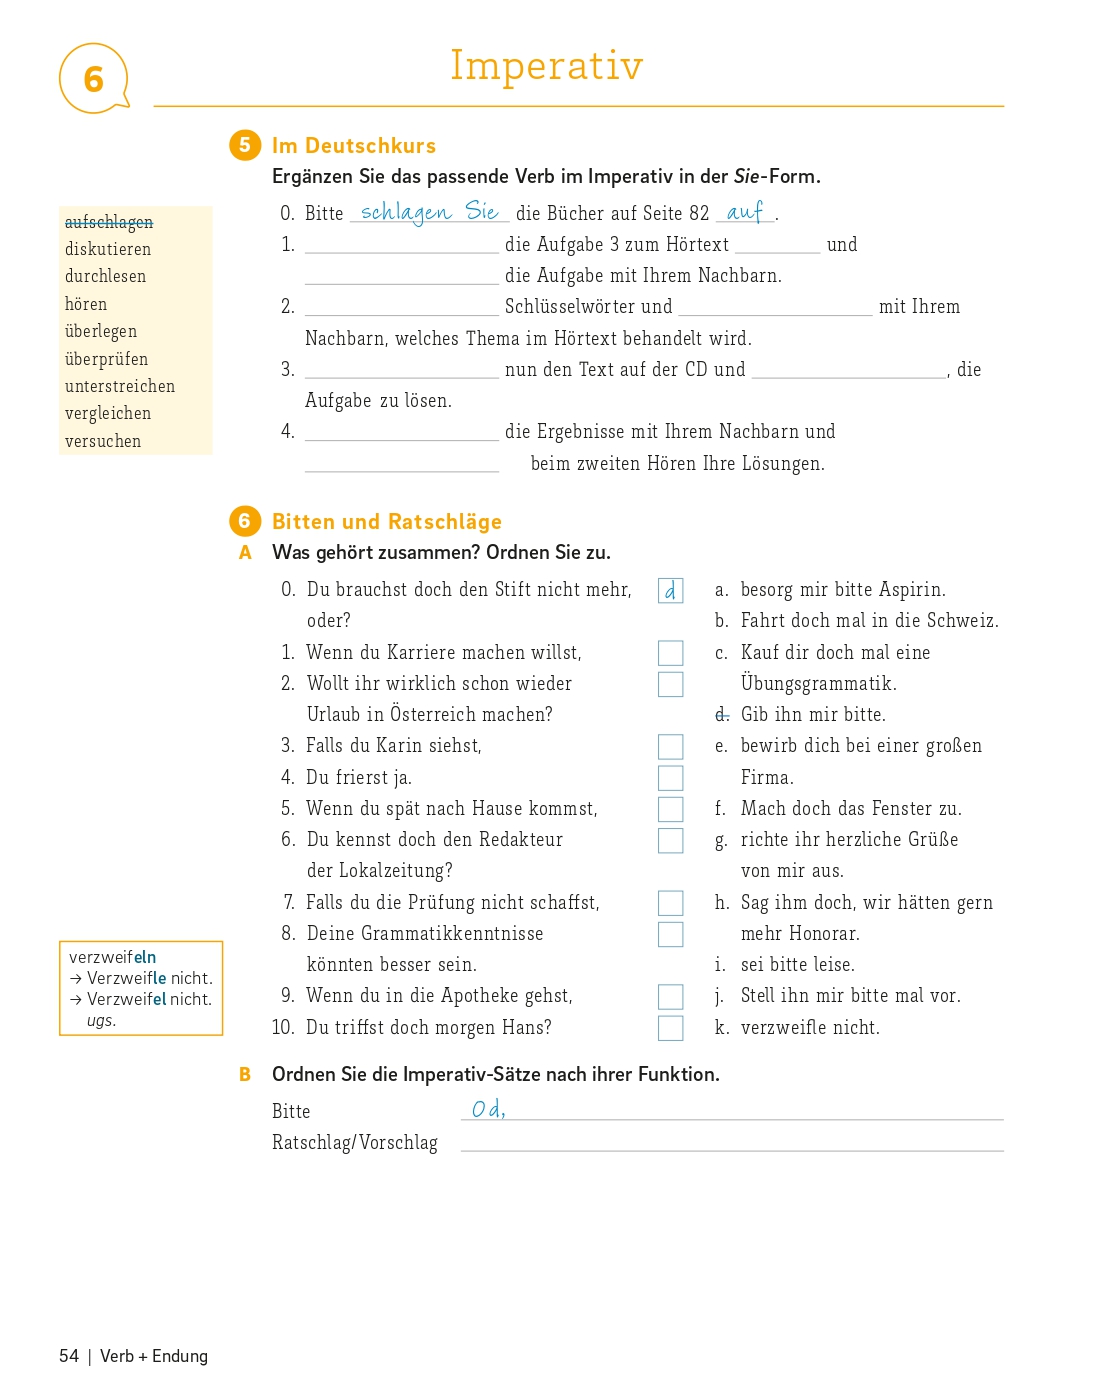 6
Imperativ
5 Im Deutschkurs
Ergänzen Sie das passende Verb im Imperativ in der Sie-Form.
aufschlagen
diskutieren
durchlesen
hören
überlegen
überprüfen
unterstreichen
vergleichen
versuchen
0. Bitte schlagen Sie die Bücher auf Seite 82 auf.
1. ____ die Aufgabe 3 zum Hörtext ____ und
____ die Aufgabe mit Ihrem Nachbarn.
2. ____ Schlüsselwörter und ____ mit Ihrem
Nachbarn, welches Thema im Hörtext behandelt wird.
3. ____ nun den Text auf der CD und ____, die
Aufgabe zu lösen.
4. ____ die Ergebnisse mit Ihrem Nachbarn und
____ beim zweiten Hören Ihre Lösungen.
6 Bitten und Ratschläge
A Was gehört zusammen? Ordnen Sie zu.
0. Du brauchst doch den Stift nicht mehr,
oder?
1. Wenn du Karriere machen willst,
2. Wollt ihr wirklich schon wieder
Urlaub in Österreich machen?
3. Falls du Karin siehst,
4. Du frierst ja.
5. Wenn du spät nach Hause kommst,
6. Du kennst doch den Redakteur
der Lokalzeitung?
7. Falls du die Prüfung nicht schaffst,
8. Deine Grammatikkenntnisse
könnten besser sein.
9. Wenn du in die Apotheke gehst,
10. Du triffst doch morgen Hans?
d
a. besorg mir bitte Aspirin.
b. Fahrt doch mal in die Schweiz.
c. Kauf dir doch mal eine
Übungsgrammatik.
d. Gib ihn mir bitte.
e. bewirb dich bei einer großen
Firma.
f. Mach doch das Fenster zu.
g. richte ihr herzliche Grüße
von mir aus.
h. Sag ihm doch, wir hätten gern
mehr Honorar.
i. sei bitte leise.
j. Stell ihn mir bitte mal vor.
k. verzweifle nicht.
verzweifeln
→ Verzweifle nicht.
→ Verzweifel nicht.
ugs.
B Ordnen Sie die Imperativ-Sätze nach ihrer Funktion.
Bitte 0d,
Ratschlag/Vorschlag
54 | Verb + Endung